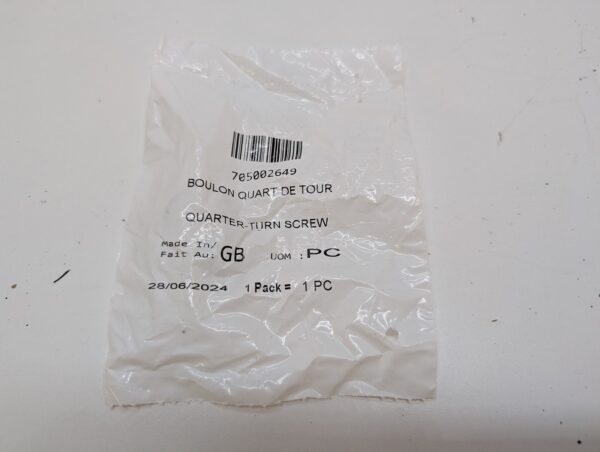 705002649
BOULON QUART DE TOUR
QUARTER-TURN SCREW
Made In/
Fait Au: GB UOM : PC
28/06/2024 1 Pack = 1 PC